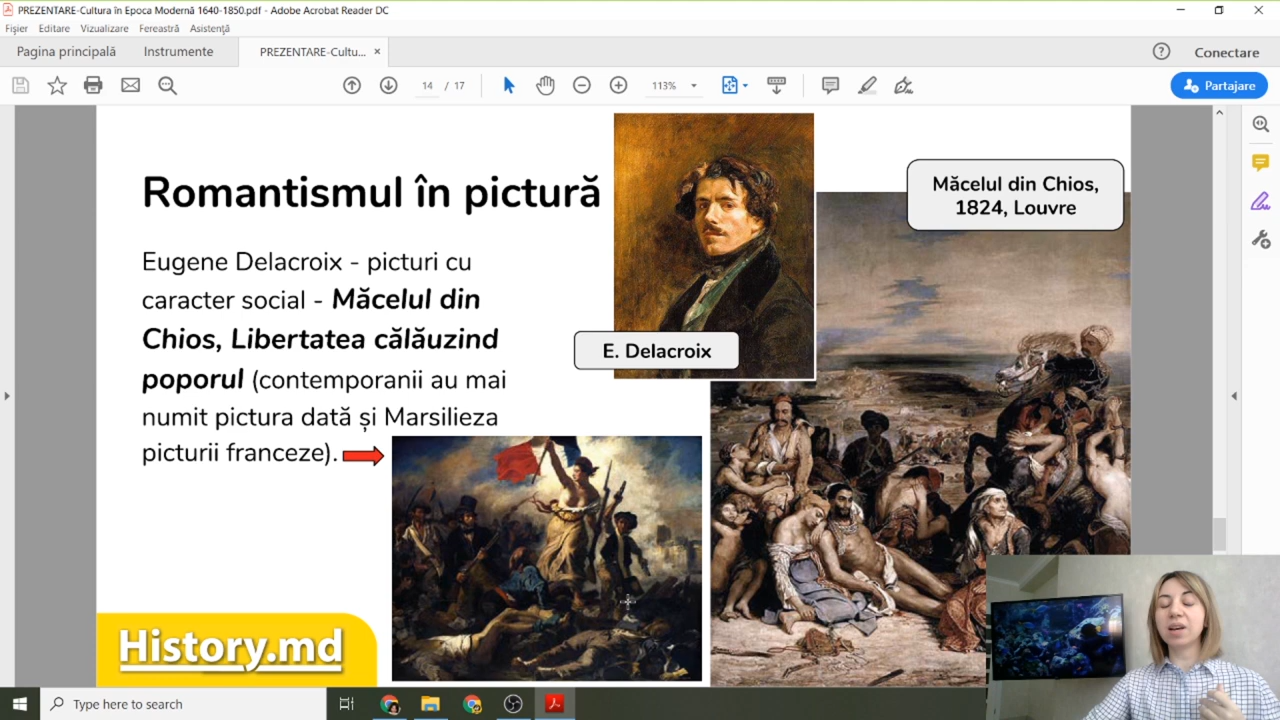 PREZENTARE-Cultura în Epoca Modernă 1640-1850.pdf - Adobe Acrobat Reader DC
Fișier Editare Vizualizare Fereastră Asistență
Pagina principală Instrumente PREZENTARE-Cultu... × Conectare
14 / 17 113% Partajare
Romantismul în pictură
Eugene Delacroix - picturi cu
caracter social - Măcelul din
Chios, Libertatea călăuzind
poporul (contemporanii au mai
numit pictura dată și Marsilieza
picturii franceze).
E. Delacroix
Măcelul din Chios,
1824, Louvre
History.md
Type here to search